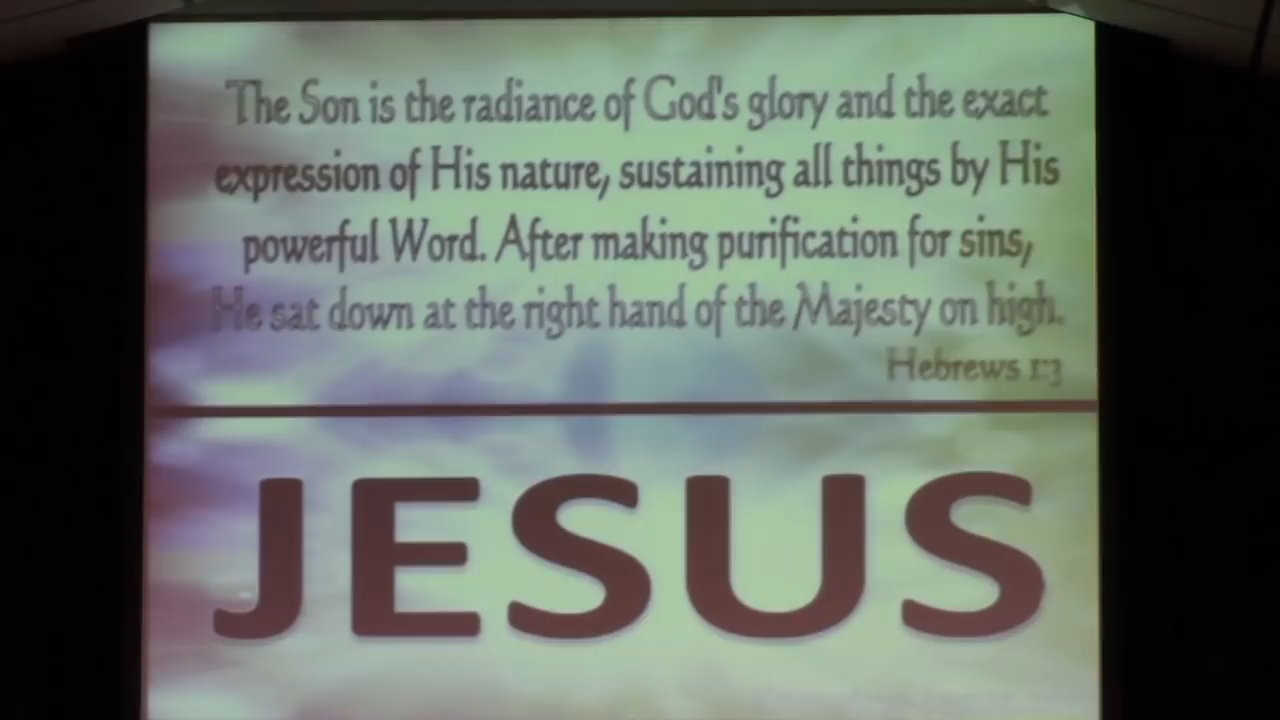 The Son is the radiance of God's glory and the exact
expression of His nature, sustaining all things by His
powerful Word. After making purification for sins,
He sat down at the right hand of the Majesty on high.
Hebrews 1:3
JESUS